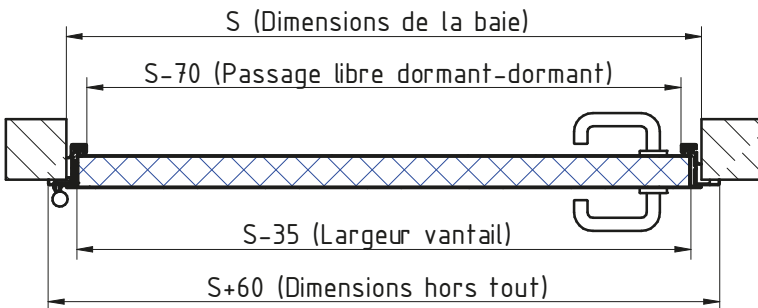 S (Dimensions de la baie)
S-70 (Passage libre dormant-dormant)
S-35 (Largeur vantail)
S+60 (Dimensions hors tout)